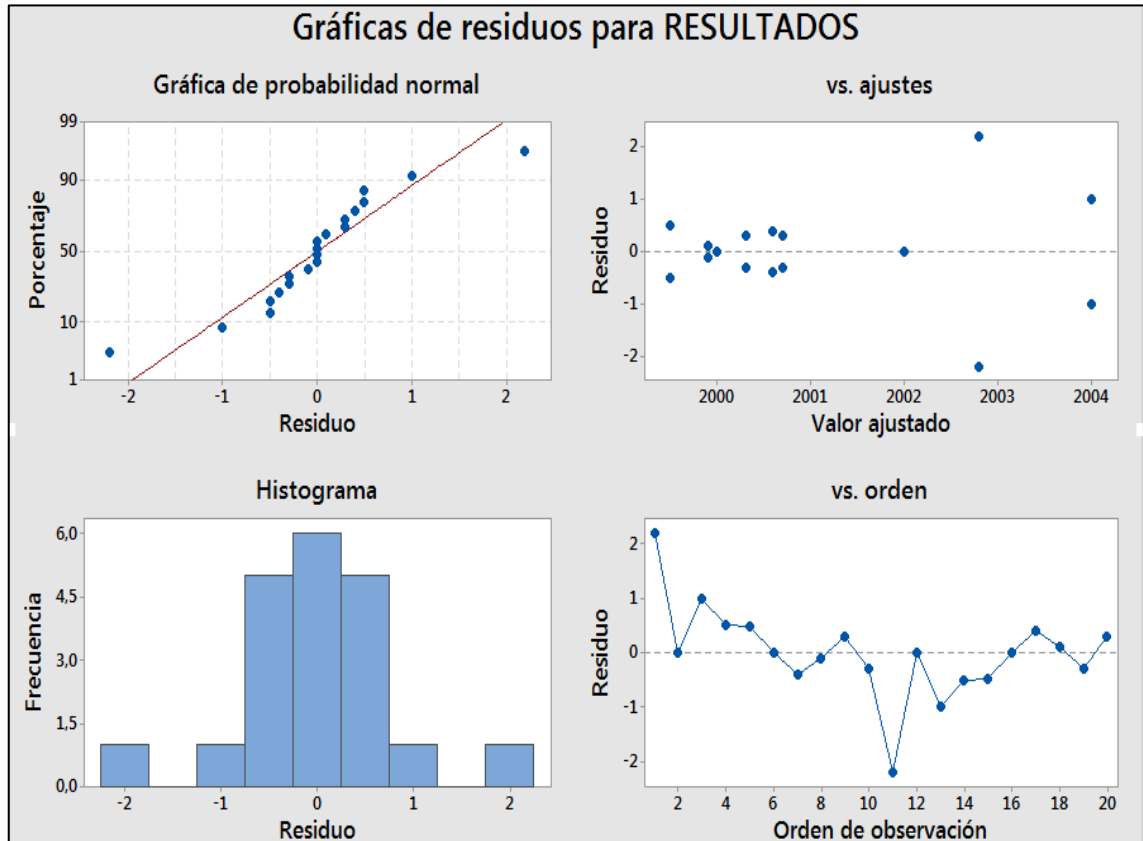 Gráficas de residuos para RESULTADOS
Gráfica de probabilidad normal
99
90
50
10
1
Porcentaje
-2 -1 0 1 2
Residuo
vs. ajustes
2
1
0
-1
-2
Residuo
2000 2001 2002 2003 2004
Valor ajustado
Histograma
6,0
4,5
3,0
1,5
0,0
Frecuencia
-2 -1 0 1 2
Residuo
vs. orden
2
1
0
-1
-2
Residuo
2 4 6 8 10 12 14 16 18 20
Orden de observación